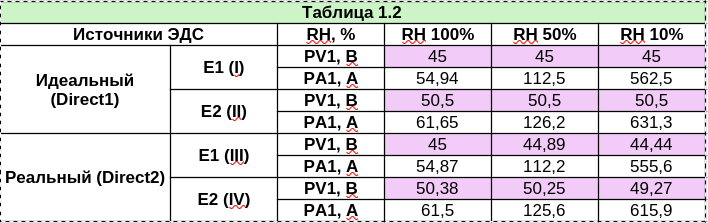 Таблица 1.2
Источники ЭДС RH, % RH 100% RH 50% RH 10%
Идеальный (Direct1) E1 (I) PV1, В 45 45 45
PA1, А 54,94 112,5 562,5
E2 (II) PV1, В 50,5 50,5 50,5
PA1, А 61,65 126,2 631,3
Реальный (Direct2) E1 (III) PV1, В 45 44,89 44,44
PA1, А 54,87 112,2 555,6
E2 (IV) PV1, В 50,38 50,25 49,27
PA1, А 61,5 125,6 615,9